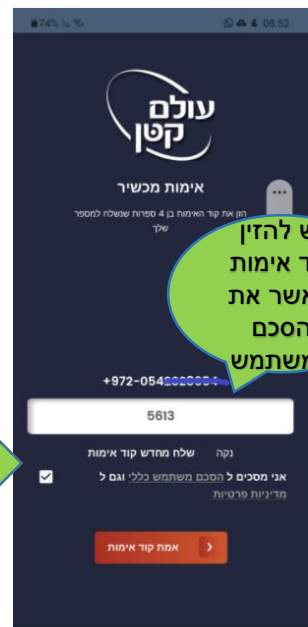 74%
08:52
עולם
קטן
אימות מכשיר
הזן את קוד האימות בן 4 ספרות שנשלח למספר
שלך
להזין
אימות
את
הסכם
+972-054
5613
נקה שלח מחדש קוד אימות
אני מסכים ל הסכם משתמש כללי וגם ל
מדיניות פרטיות
אמת קוד אימות